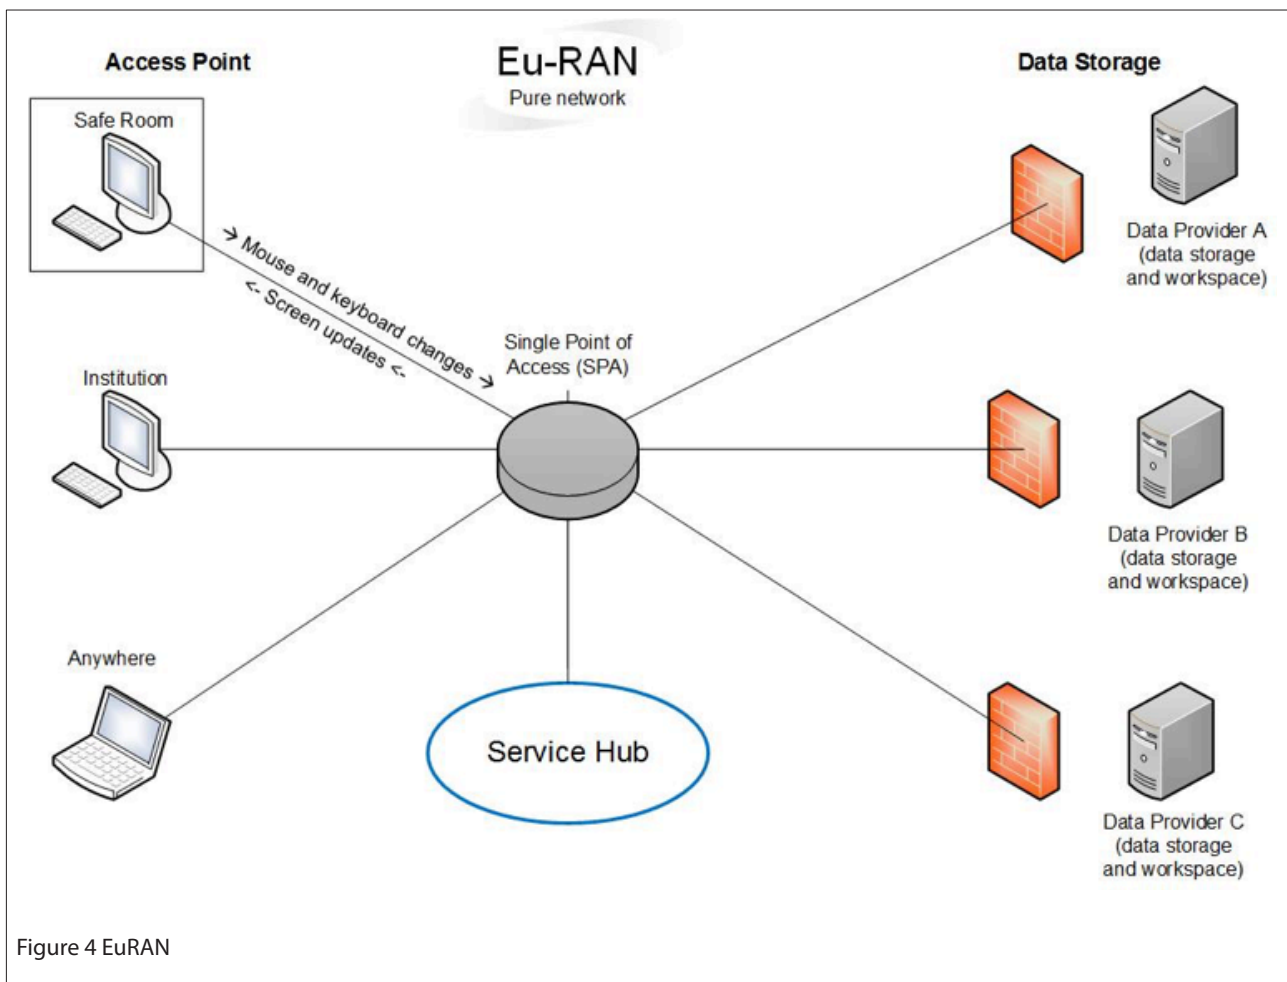 Access Point
Eu-RAN
Pure network
Data Storage
Safe Room
-> Mouse and keyboard changes ->
<- Screen updates <-
Single Point of
Access (SPA)
Data Provider A
(data storage
and workspace)
Institution
Data Provider B
(data storage
and workspace)
Anywhere
Service Hub
Data Provider C
(data storage
and workspace)
Figure 4 EuRAN